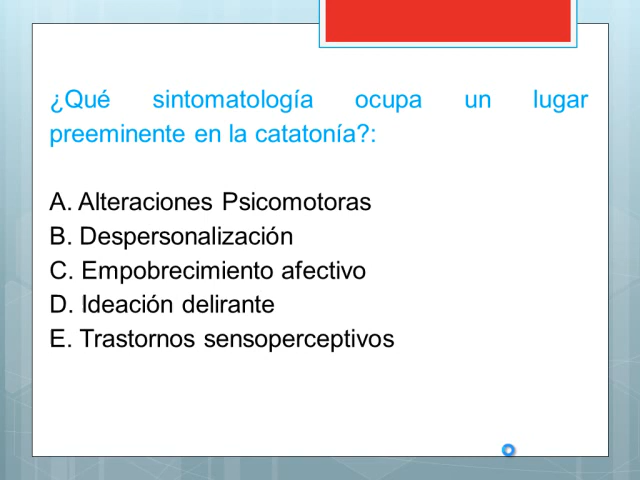 ¿Qué sintomatología ocupa un lugar
preeminente en la catatonía?:
A. Alteraciones Psicomotoras
B. Despersonalización
C. Empobrecimiento afectivo
D. Ideación delirante
E. Trastornos sensoperceptivos